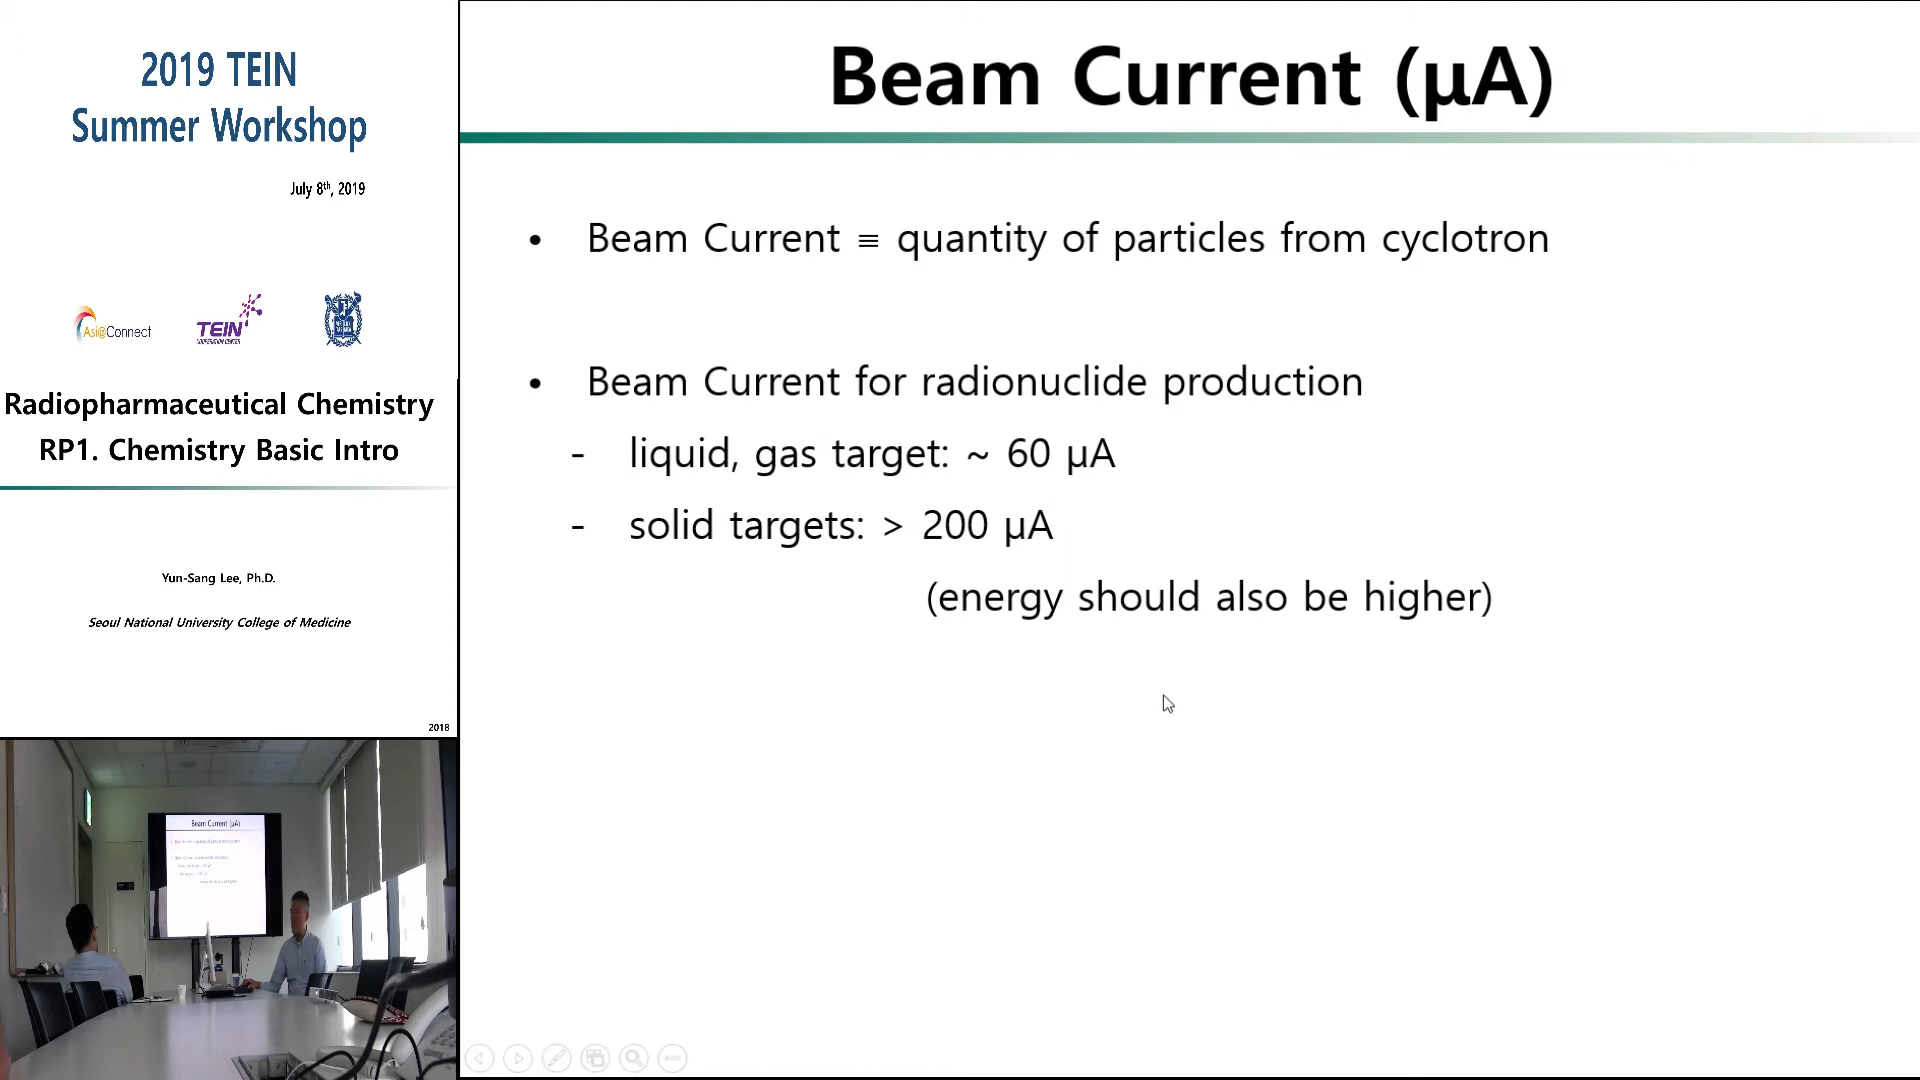 2019 TEIN
Summer Workshop
July 8th, 2019
Asi@Connect
TEIN
COOPERATION CENTER
Radiopharmaceutical Chemistry
RP1. Chemistry Basic Intro
Yun-Sang Lee, Ph.D.
Seoul National University College of Medicine
2018
Beam Current (μA)
• Beam Current ≡ quantity of particles from cyclotron
• Beam Current for radionuclide production
- liquid, gas target: ~ 60 μA
- solid targets: > 200 μA
(energy should also be higher)
Beam Current (μA)